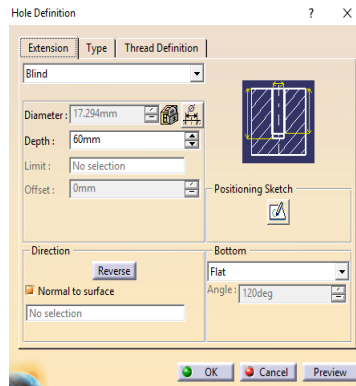 Hole Definition ? X
Extension Type Thread Definition
Blind
Diameter : 17.294mm
Depth : 60mm
Limit : No selection
Offset : 0mm
Positioning Sketch
Direction
Reverse
Normal to surface
No selection
Bottom
Flat
Angle : 120deg
OK Cancel Preview